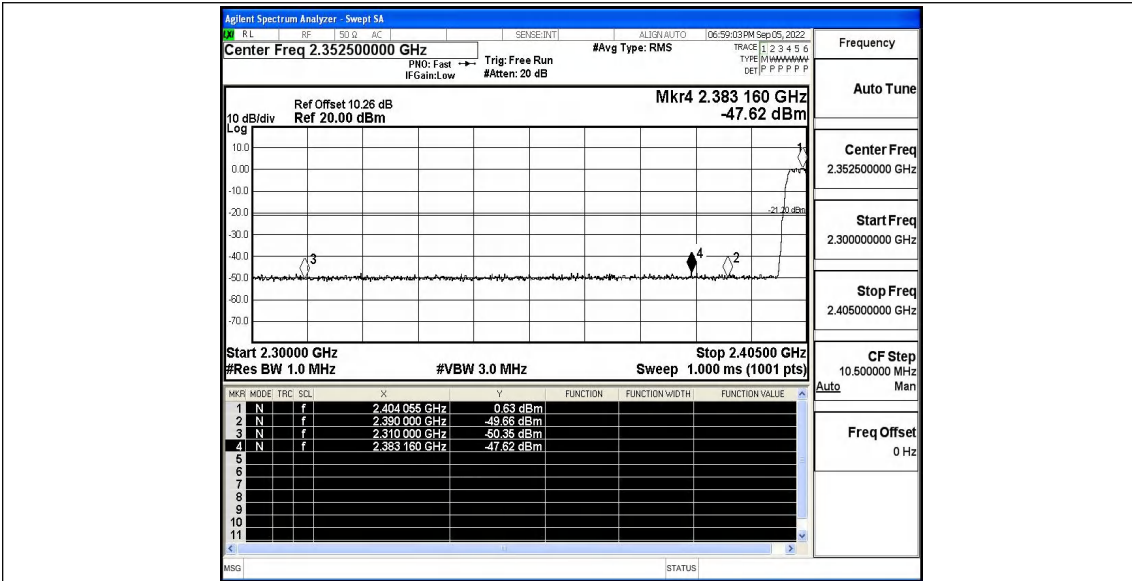 Agilent Spectrum Analyzer - Swept SA
LXI RL RF 50 Ω AC SENSE:INT ALIGN AUTO 06:59:03 PM Sep 05, 2022
Center Freq 2.352500000 GHz
PNO: Fast
IFGain:Low
Trig: Free Run
#Atten: 20 dB
#Avg Type: RMS
TRACE 1 2 3 4 5 6
TYPE MWWWWW
DET P P P P P P
Mkr4 2.383 160 GHz
-47.62 dBm
Ref Offset 10.26 dB
10 dB/div Ref 20.00 dBm
Log
10.0
0.00
-10.0
-20.0
-30.0
-40.0
-50.0
-60.0
-70.0
1
-21.20 dBm
3
4
2
Start 2.30000 GHz Stop 2.40500 GHz
#Res BW 1.0 MHz #VBW 3.0 MHz Sweep 1.000 ms (1001 pts)
MKR MODE TRC SCL X Y FUNCTION FUNCTION WIDTH FUNCTION VALUE
1 N f 2.404 055 GHz 0.63 dBm
2 N f 2.390 000 GHz -49.66 dBm
3 N f 2.310 000 GHz -50.35 dBm
4 N f 2.383 160 GHz -47.62 dBm
5
6
7
8
9
10
11
MSG STATUS
Frequency
Auto Tune
Center Freq
2.352500000 GHz
Start Freq
2.300000000 GHz
Stop Freq
2.405000000 GHz
CF Step
10.500000 MHz
Auto Man
Freq Offset
0 Hz